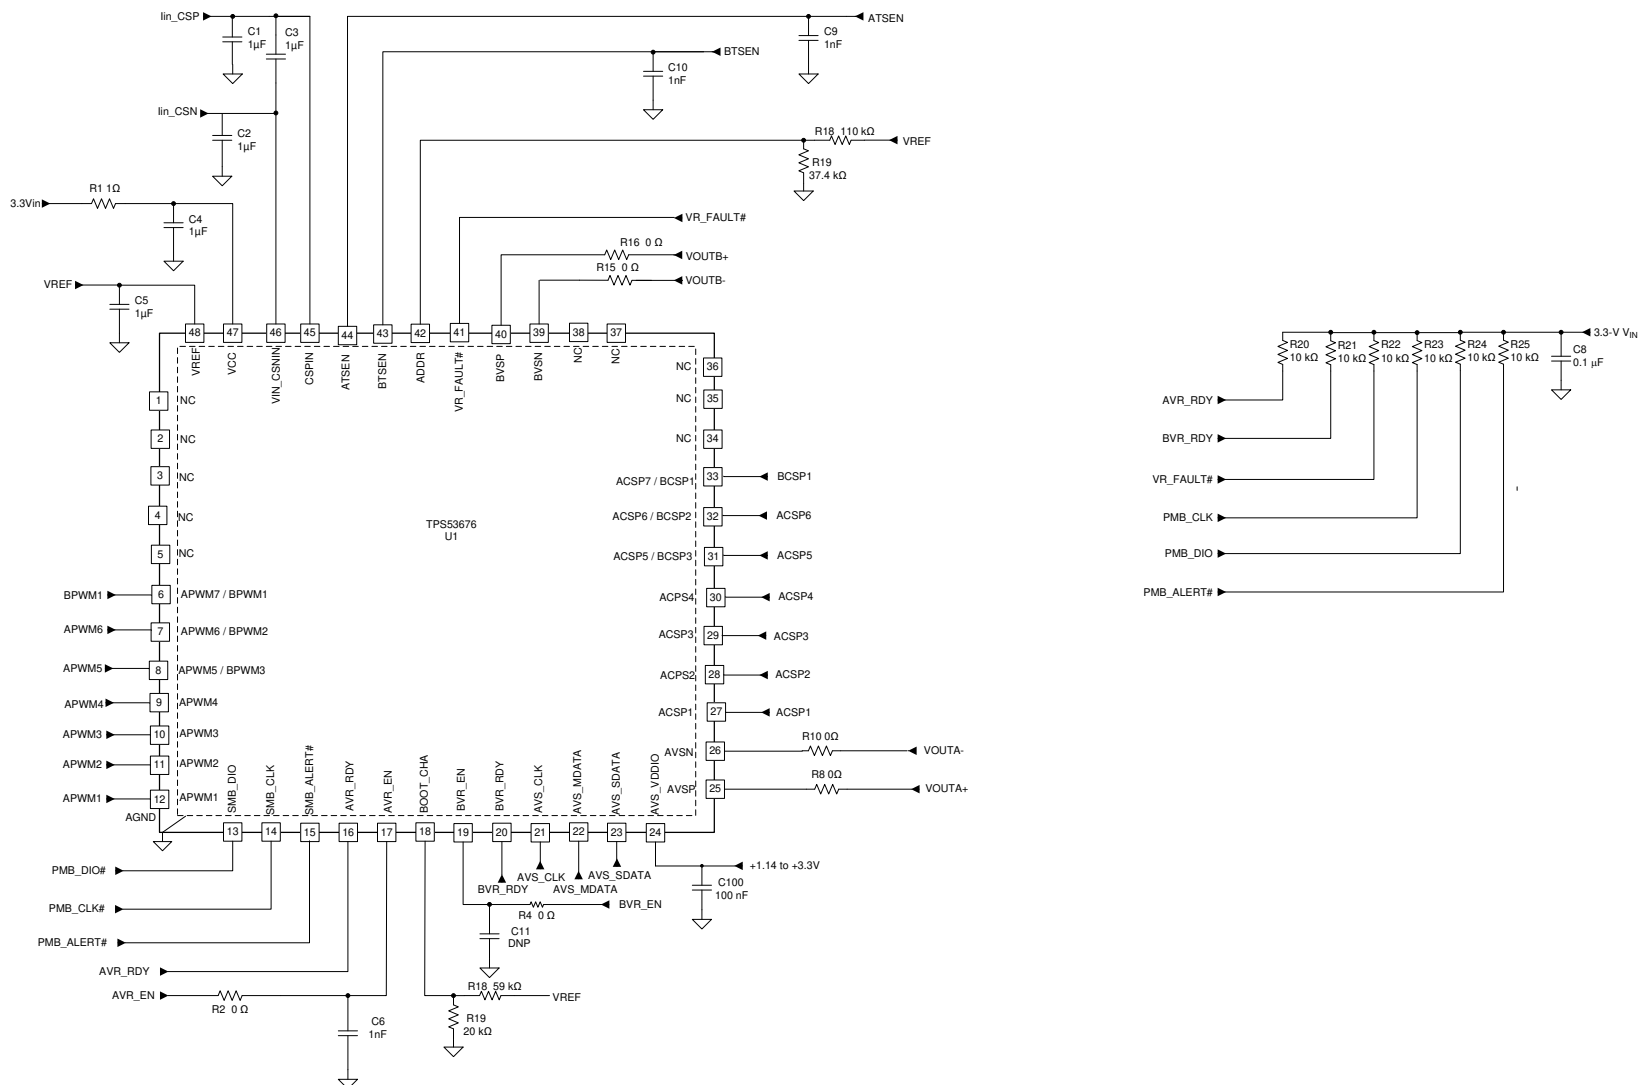 Iin_CSP
C1
1µF
C3
1µF
ATSEN
C9
1nF
BTSEN
C10
1nF
Iin_CSN
C2
1µF
R18 110 kΩ
VREF
R19
37.4 kΩ
R1 1Ω
3.3Vin
C4
1µF
VR_FAULT#
R16 0 Ω
VOUTB+
R15 0 Ω
VOUTB-
VREF
C5
1µF
48
47
46
45
44
43
42
41
40
39
38
37
VREF
VCC
VIN_CSNIN
CSPIN
ATSEN
BTSEN
ADDR
VR_FAULT#
BVSP
BVSN
NC
NC
1 NC
2 NC
3 NC
4 NC
5 NC
BPWM1 6 APWM7 / BPWM1
APWM6 7 APWM6 / BPWM2
APWM5 8 APWM5 / BPWM3
APWM4 9 APWM4
APWM3 10 APWM3
APWM2 11 APWM2
APWM1 12 APWM1
AGND
TPS53676
U1
NC 36
NC 35
NC 34
ACSP7 / BCSP1 33 BCSP1
ACSP6 / BCSP2 32 ACSP6
ACSP5 / BCSP3 31 ACSP5
ACPS4 30 ACSP4
ACSP3 29 ACSP3
ACPS2 28 ACSP2
ACSP1 27 ACSP1
R10 0Ω
AVSN 26 VOUTA-
R8 0Ω
AVSP 25 VOUTA+
SMB_DIO
SMB_CLK
SMB_ALERT#
AVR_RDY
AVR_EN
BOOT_CHA
BVR_EN
BVR_RDY
AVS_CLK
AVS_MDATA
AVS_SDATA
AVS_VDDIO
13
14
15
16
17
18
19
20
21
22
23
24
PMB_DIO#
PMB_CLK#
PMB_ALERT#
AVR_RDY
AVR_EN
R2 0 Ω
C6
1nF
BVR_RDY
AVS_CLK
AVS_MDATA
AVS_SDATA
+1.14 to +3.3V
C100
100 nF
BVR_EN
R4 0 Ω
C11
DNP
R18 59 kΩ
VREF
R19
20 kΩ
3.3-V VIN
R20
10 kΩ
R21
10 kΩ
R22
10 kΩ
R23
10 kΩ
R24
10 kΩ
R25
10 kΩ
C8
0.1 µF
AVR_RDY
BVR_RDY
VR_FAULT#
PMB_CLK
PMB_DIO
PMB_ALERT#